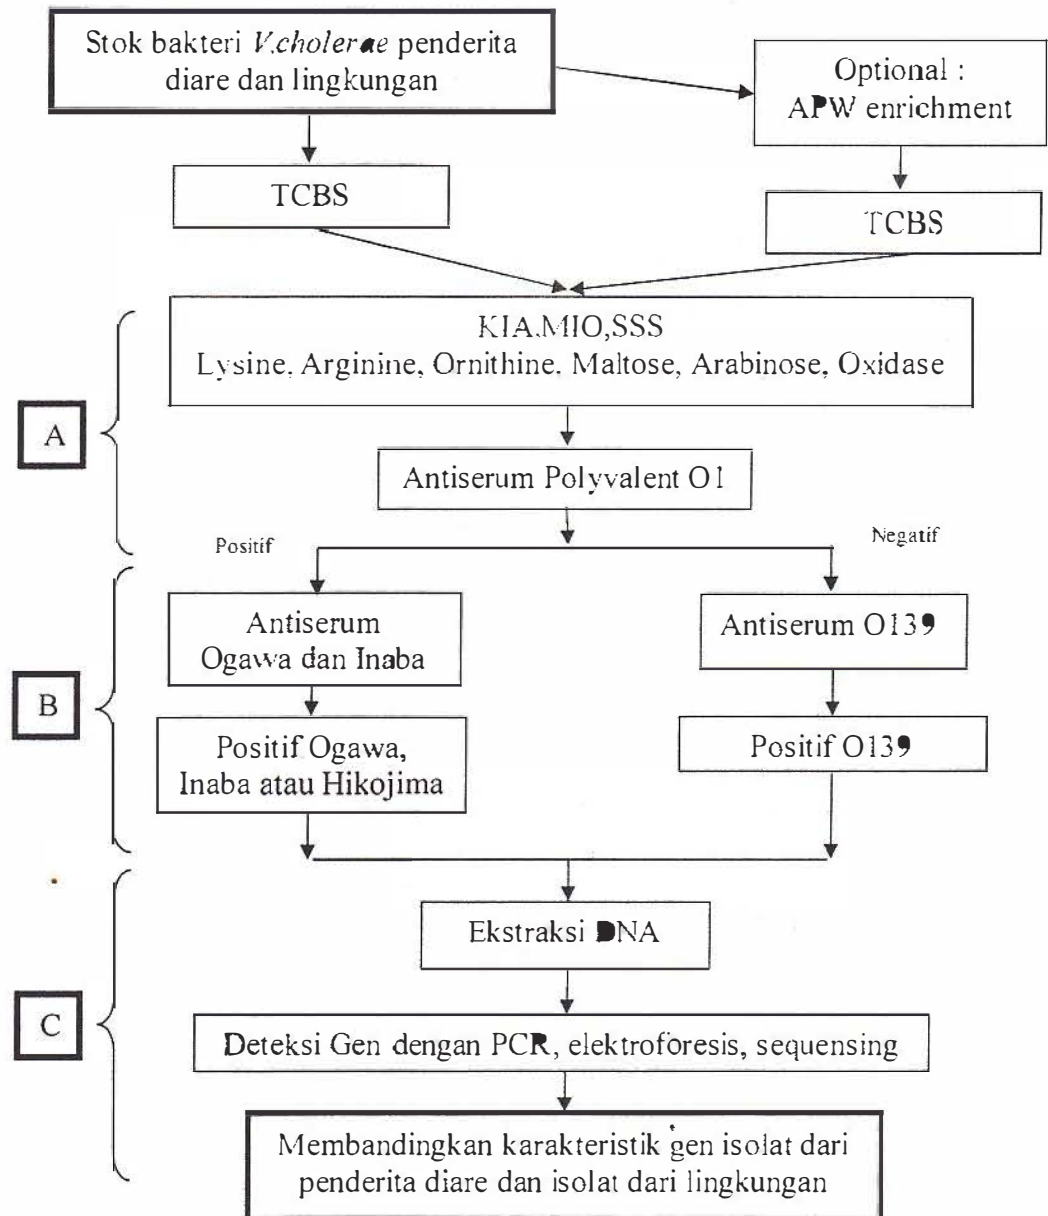 Stok bakteri V.cholerae penderita
diare dan lingkungan
Optional :
APW enrichment
TCBS
TCBS
KIA.MIO,SSS
Lysine, Arginine, Ornithine, Maltose, Arabinose, Oxidase
A
Antiserum Polyvalent O1
Positif
Negatif
Antiserum
Ogawa dan Inaba
Antiserum O139
B
Positif Ogawa,
Inaba atau Hikojima
Positif O139
Ekstraksi DNA
C
Deteksi Gen dengan PCR, elektroforesis, sequensing
Membandingkan karakteristik gen isolat dari
penderita diare dan isolat dari lingkungan